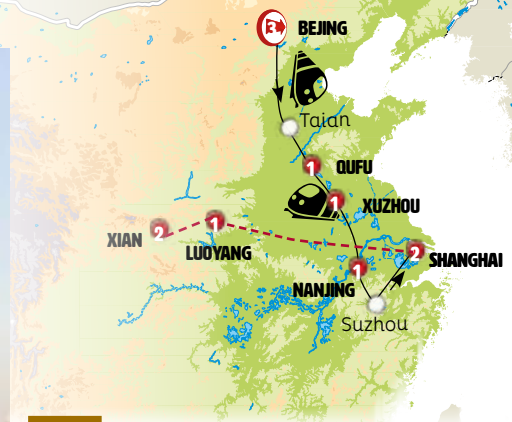 3 BEJING
Taian
1 QUFU
1 XUZHOU
XIAN 2
1
LUOYANG
2 SHANGHAI
1
NANJING
Suzhou